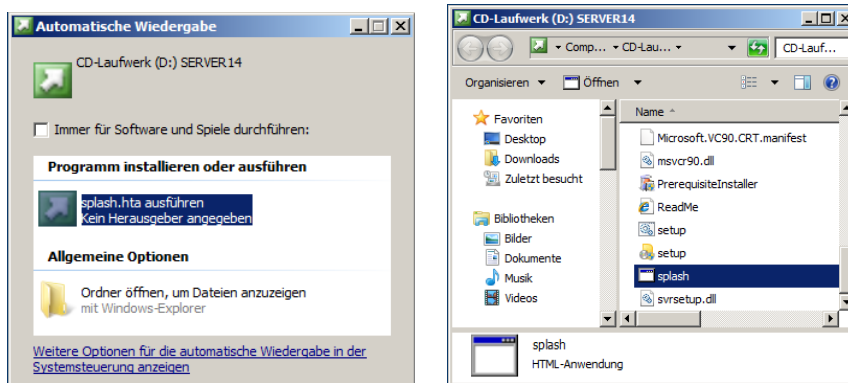 Automatische Wiedergabe
CD-Laufwerk (D:) SERVER14
Immer für Software und Spiele durchführen:
Programm installieren oder ausführen
splash.hta ausführen
Kein Herausgeber angegeben
Allgemeine Optionen
Ordner öffnen, um Dateien anzuzeigen
mit Windows-Explorer
Weitere Optionen für die automatische Wiedergabe in der
Systemsteuerung anzeigen
CD-Laufwerk (D:) SERVER14
Comp... CD-Lau... CD-Lauf...
Organisieren Öffnen
Favoriten
Desktop
Downloads
Zuletzt besucht
Bibliotheken
Bilder
Dokumente
Musik
Videos
Name
Microsoft.VC90.CRT.manifest
msvcr90.dll
PrerequisiteInstaller
ReadMe
setup
setup
splash
svrsetup.dll
splash
HTML-Anwendung